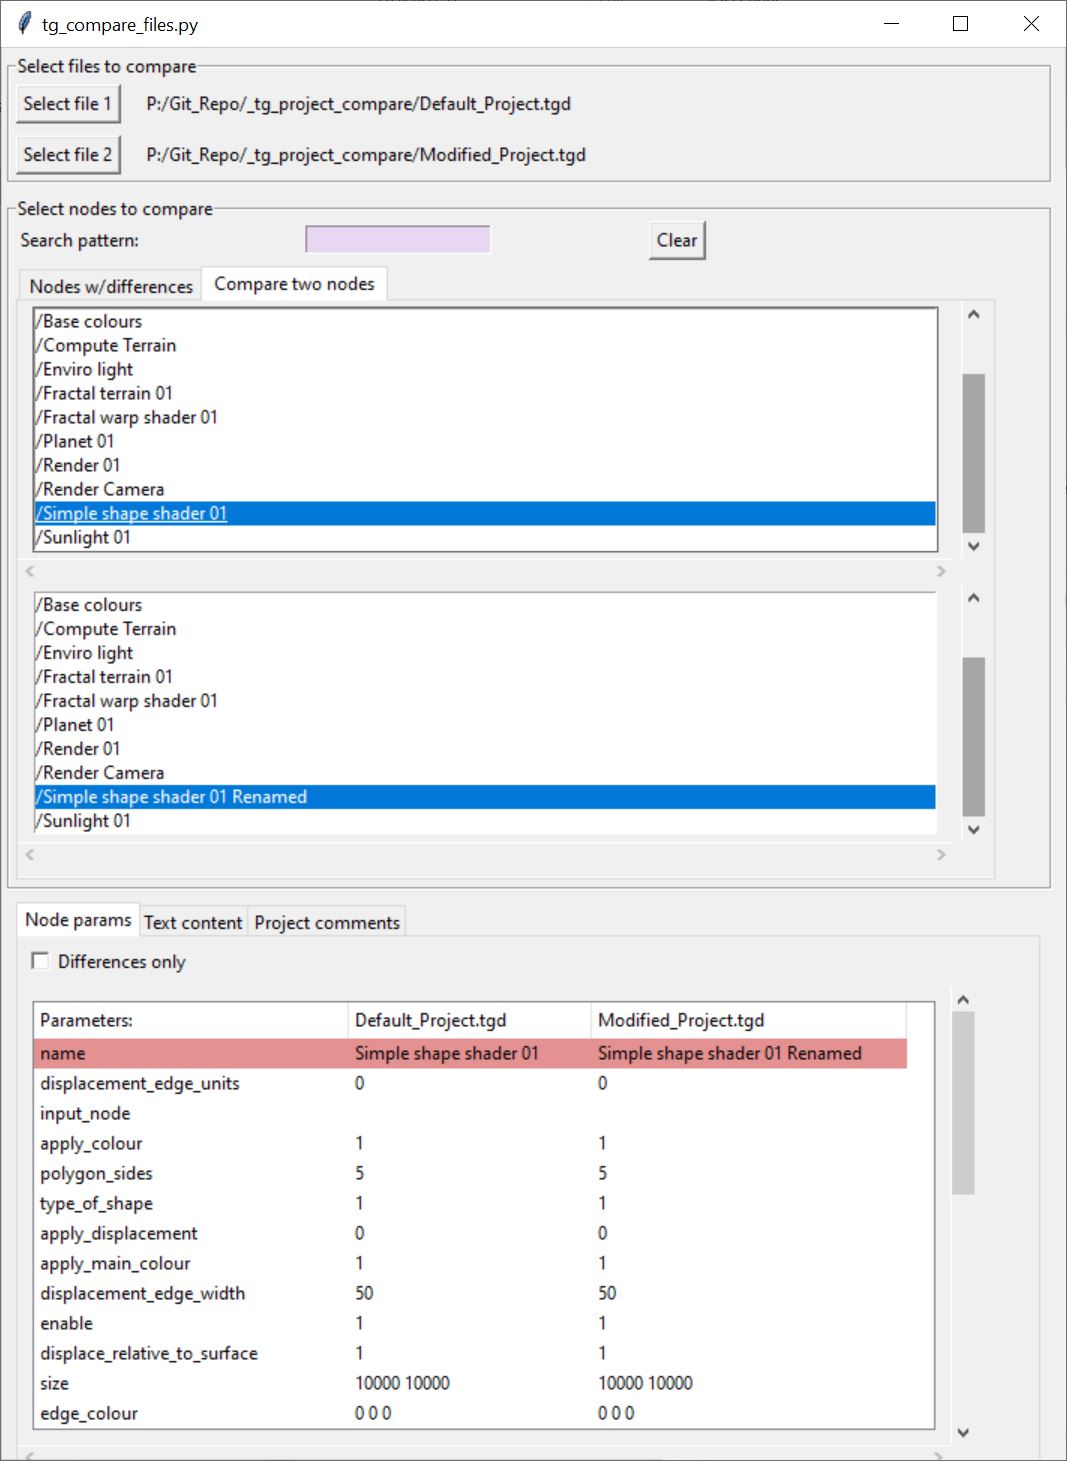 tg_compare_files.py
Select files to compare
Select file 1 P:/Git_Repo/_tg_project_compare/Default_Project.tgd
Select file 2 P:/Git_Repo/_tg_project_compare/Modified_Project.tgd
Select nodes to compare
Search pattern: Clear
Nodes w/differences Compare two nodes
/Base colours
/Compute Terrain
/Enviro light
/Fractal terrain 01
/Fractal warp shader 01
/Planet 01
/Render 01
/Render Camera
/Simple shape shader 01
/Sunlight 01
/Base colours
/Compute Terrain
/Enviro light
/Fractal terrain 01
/Fractal warp shader 01
/Planet 01
/Render 01
/Render Camera
/Simple shape shader 01 Renamed
/Sunlight 01
Node params Text content Project comments
Differences only
Parameters: Default_Project.tgd Modified_Project.tgd
name Simple shape shader 01 Simple shape shader 01 Renamed
displacement_edge_units 0 0
input_node
apply_colour 1 1
polygon_sides 5 5
type_of_shape 1 1
apply_displacement 0 0
apply_main_colour 1 1
displacement_edge_width 50 50
enable 1 1
displace_relative_to_surface 1 1
size 10000 10000 10000 10000
edge_colour 0 0 0 0 0 0